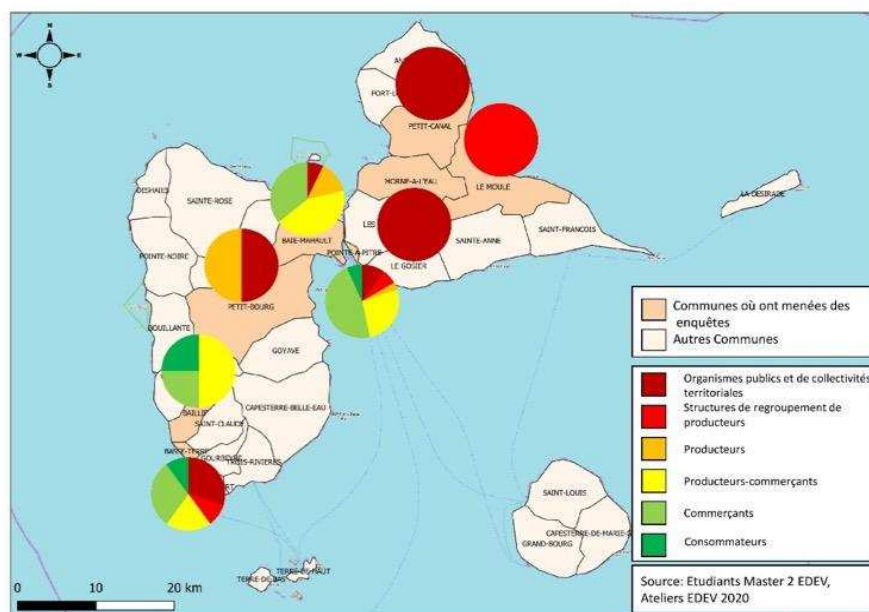 N
W
E
S
PETIT-CANAL
MORNE-A-L'EAU
LE MOULE
LA DESIRADE
DESHAIES
SAINTE-ROSE
LES
BAIE-MAHAULT
POINTE-A-PITRE
LE GOSIER
SAINTE-ANNE
SAINT-FRANCOIS
POINTE-NOIRE
PETIT-BOURG
BOUILLANTE
GOYAVE
CAPESTERRE-BELLE-EAU
SAINT-CLAUDE
BASSE-TERRE
GOURBEYRE
TROIS-RIVIERES
SAINT-LOUIS
GRAND-BOURG
CAPESTERRE-DE-MARIE-G
TERRE-DE-BAS
TERRE-DE-HAUT
Communes où ont menées des
enquêtes
Autres Communes
Organismes publics et de collectivités
territoriales
Structures de regroupement de
producteurs
Producteurs
Producteurs-commerçants
Commerçants
Consommateurs
Source: Etudiants Master 2 EDEV,
Ateliers EDEV 2020
0 10 20 km